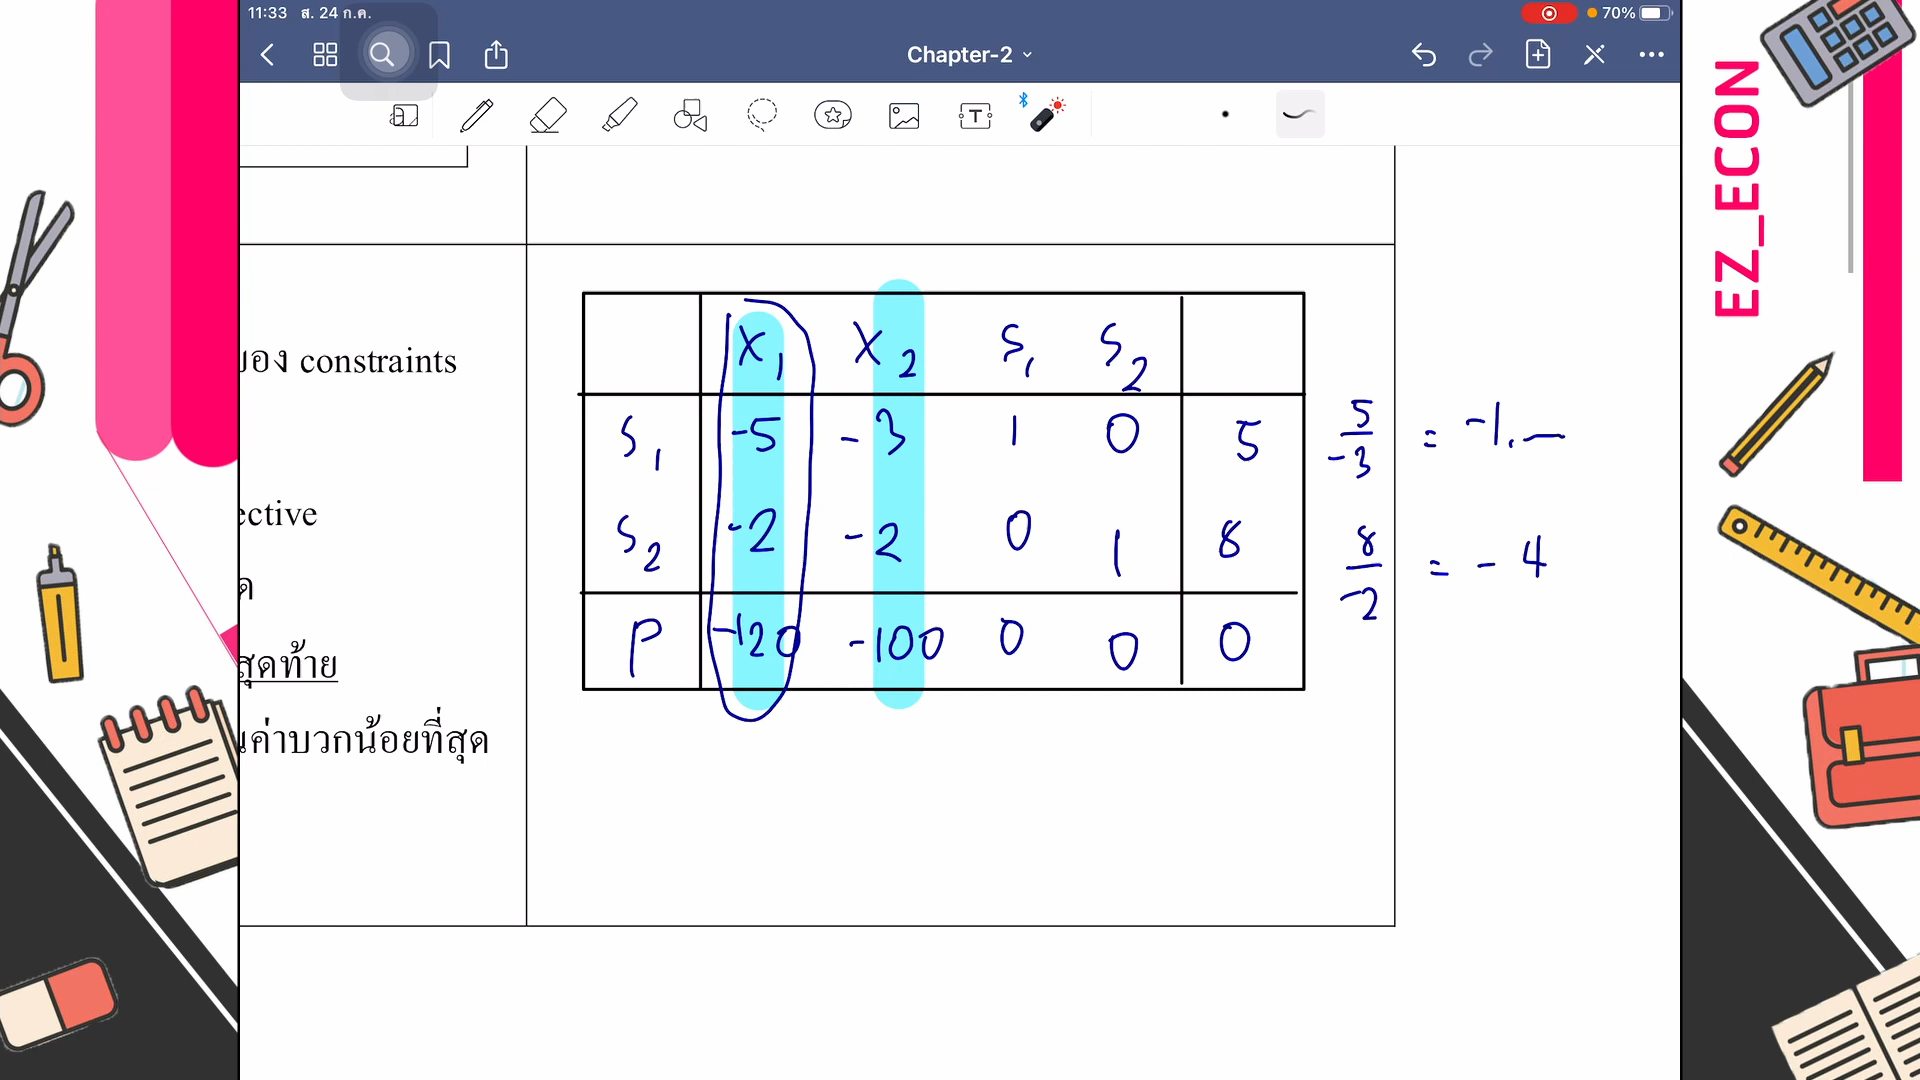 11:33 ส. 24 ก.ค.
70%
Chapter-2
EZ_ECON
ของ constraints
ective
ด
สุดท้าย
นค่าบวกน้อยที่สุด
X1 X2 S1 S2
S1 -5 -3 1 0 5
5/-3 = -1.—
S2 -2 -2 0 1 8
8/-2 = -4
P -120 -100 0 0 0